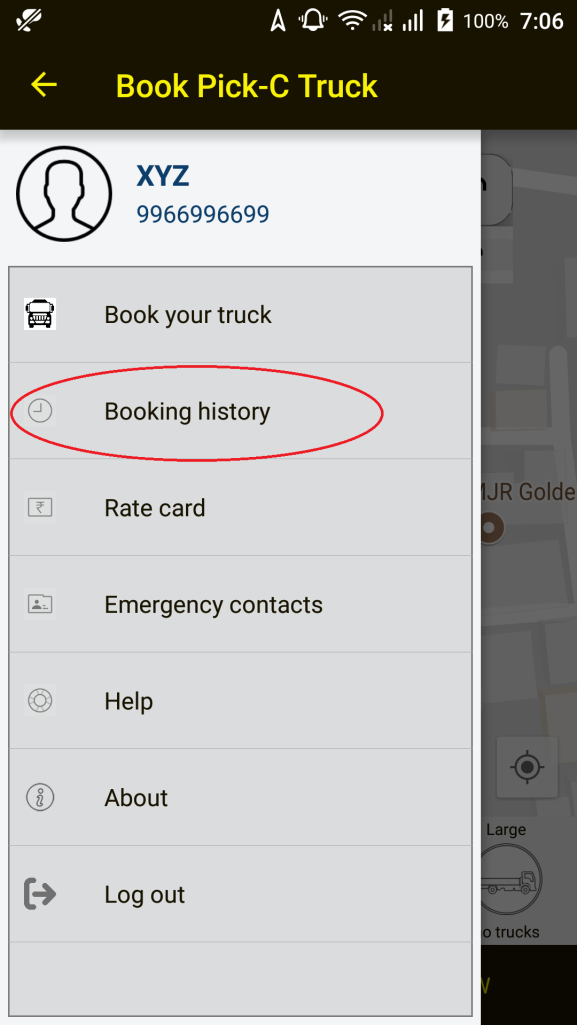 100% 7:06
Book Pick-C Truck
XYZ
9966996699
Book your truck
Booking history
Rate card
MJR Golde
Emergency contacts
Help
About
Large
Log out
o trucks